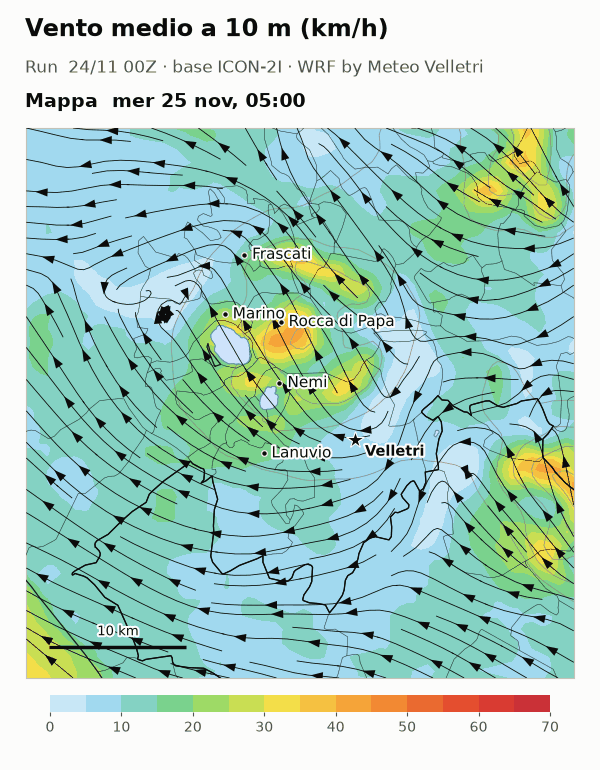 Vento medio a 10 m (km/h)
Run 24/11 00Z · base ICON-2I · WRF by Meteo Velletri
Mappa mer 25 nov, 05:00
Frascati
Marino
Rocca di Papa
Nemi
Velletri
Lanuvio
10 km
0 10 20 30 40 50 60 70